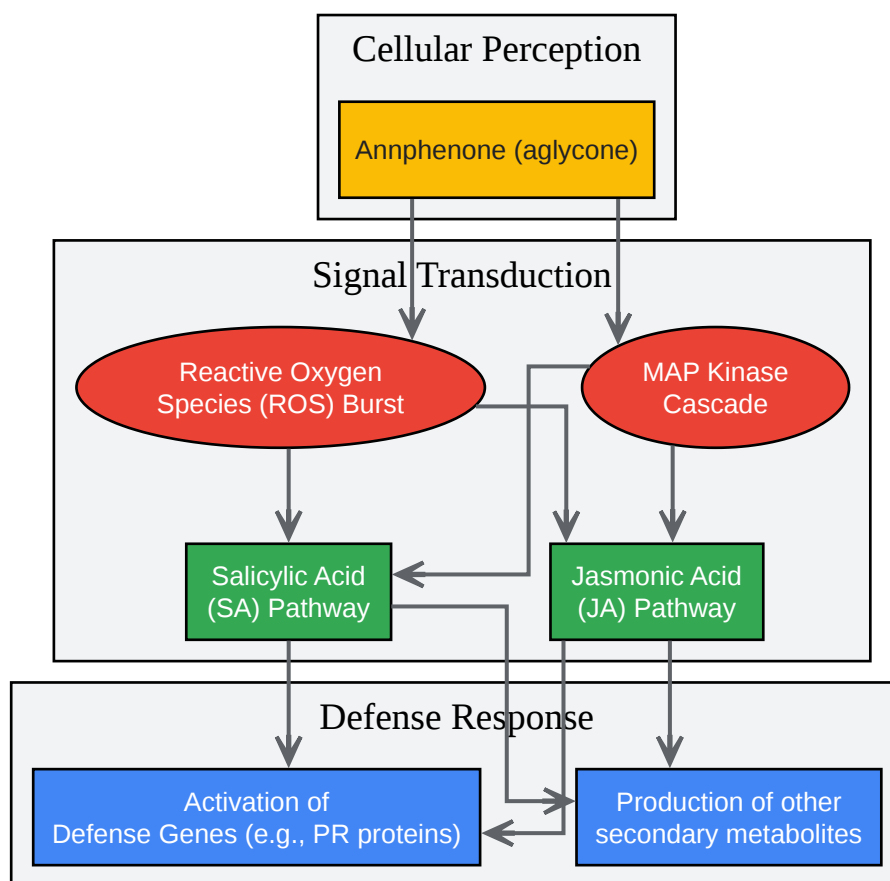 Cellular Perception
Annphenone (aglycone)
Signal Transduction
Reactive Oxygen
Species (ROS) Burst
MAP Kinase
Cascade
Salicylic Acid
(SA) Pathway
Jasmonic Acid
(JA) Pathway
Defense Response
Activation of
Defense Genes (e.g., PR proteins)
Production of other
secondary metabolites